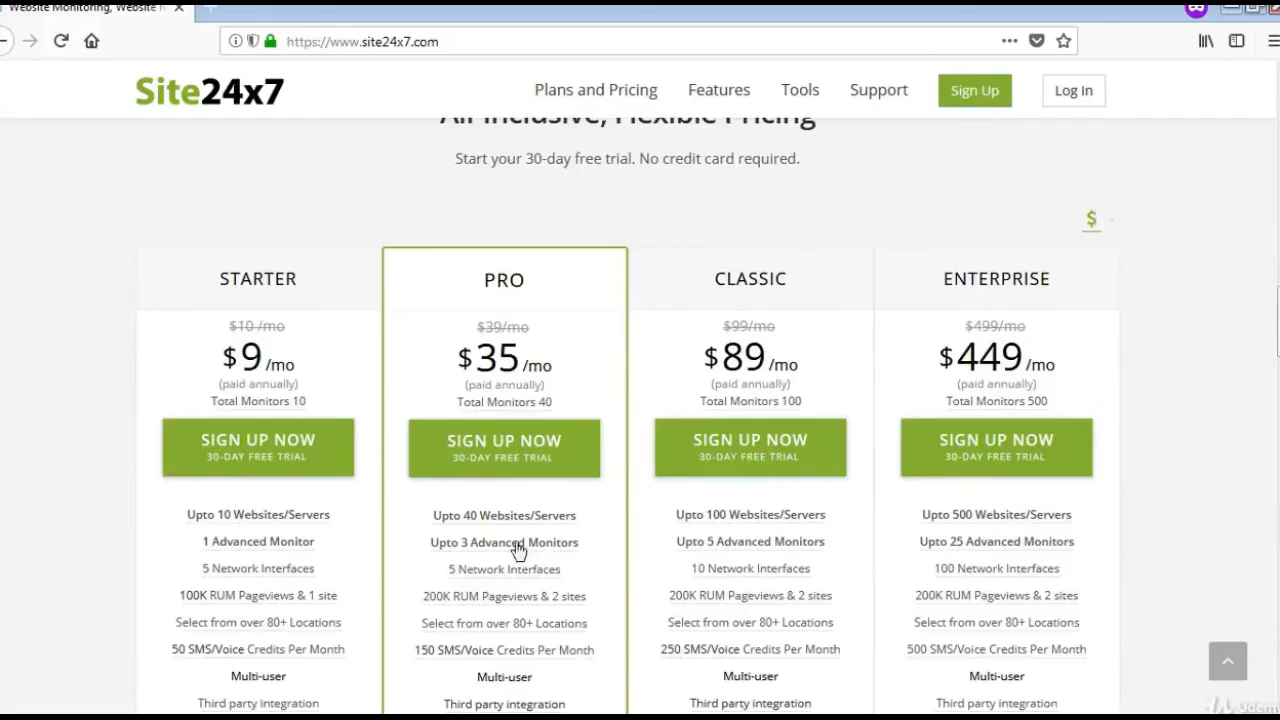 Website Monitoring, Website
https://www.site24x7.com
Site24x7
Plans and Pricing
Features
Tools
Support
Sign Up
Log In
All Inclusive, Flexible Pricing
Start your 30-day free trial. No credit card required.
$
STARTER
$10 /mo
$9 /mo
(paid annually)
Total Monitors 10
SIGN UP NOW
30-DAY FREE TRIAL
Upto 10 Websites/Servers
1 Advanced Monitor
5 Network Interfaces
100K RUM Pageviews & 1 site
Select from over 80+ Locations
50 SMS/Voice Credits Per Month
Multi-user
Third party integration
PRO
$39/mo
$35 /mo
(paid annually)
Total Monitors 40
SIGN UP NOW
30-DAY FREE TRIAL
Upto 40 Websites/Servers
Upto 3 Advanced Monitors
5 Network Interfaces
200K RUM Pageviews & 2 sites
Select from over 80+ Locations
150 SMS/Voice Credits Per Month
Multi-user
Third party integration
CLASSIC
$99/mo
$89 /mo
(paid annually)
Total Monitors 100
SIGN UP NOW
30-DAY FREE TRIAL
Upto 100 Websites/Servers
Upto 5 Advanced Monitors
10 Network Interfaces
200K RUM Pageviews & 2 sites
Select from over 80+ Locations
250 SMS/Voice Credits Per Month
Multi-user
Third party integration
ENTERPRISE
$499/mo
$449 /mo
(paid annually)
Total Monitors 500
SIGN UP NOW
30-DAY FREE TRIAL
Upto 500 Websites/Servers
Upto 25 Advanced Monitors
100 Network Interfaces
200K RUM Pageviews & 2 sites
Select from over 80+ Locations
500 SMS/Voice Credits Per Month
Multi-user
Third party integration